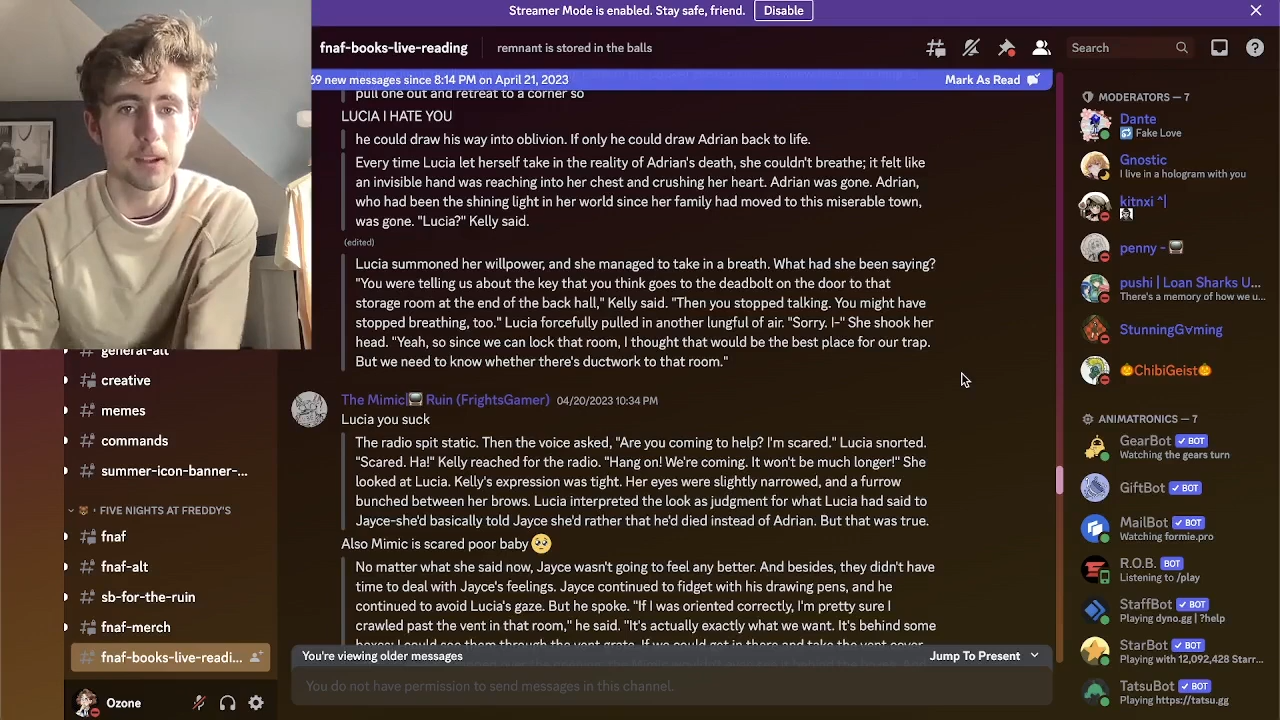 Streamer Mode is enabled. Stay safe, friend.
Disable
fnaf-books-live-reading
remnant is stored in the balls
Search
69 new messages since 8:14 PM on April 21, 2023
Mark As Read
pull one out and retreat to a corner so
LUCIA I HATE YOU
he could draw his way into oblivion. If only he could draw Adrian back to life.
Every time Lucia let herself take in the reality of Adrian's death, she couldn't breathe; it felt like
an invisible hand was reaching into her chest and crushing her heart. Adrian was gone. Adrian,
who had been the shining light in her world since her family had moved to this miserable town,
was gone. "Lucia?" Kelly said.
(edited)
Lucia summoned her willpower, and she managed to take in a breath. What had she been saying?
"You were telling us about the key that you think goes to the deadbolt on the door to that
storage room at the end of the back hall," Kelly said. "Then you stopped talking. You might have
stopped breathing, too." Lucia forcefully pulled in another lungful of air. "Sorry. I-" She shook her
head. "Yeah, so since we can lock that room, I thought that would be the best place for our trap.
But we need to know whether there's ductwork to that room."
The Mimic Ruin (FrightsGamer) 04/20/2023 10:34 PM
Lucia you suck
The radio spit static. Then the voice asked, "Are you coming to help? I'm scared." Lucia snorted.
"Scared. Ha!" Kelly reached for the radio. "Hang on! We're coming. It won't be much longer!" She
looked at Lucia. Kelly's expression was tight. Her eyes were slightly narrowed, and a furrow
bunched between her brows. Lucia interpreted the look as judgment for what Lucia had said to
Jayce-she'd basically told Jayce she'd rather that he'd died instead of Adrian. But that was true.
Also Mimic is scared poor baby 🥺
No matter what she said now, Jayce wasn't going to feel any better. And besides, they didn't have
time to deal with Jayce's feelings. Jayce continued to fidget with his drawing pens, and he
continued to avoid Lucia's gaze. But he spoke. "If I was oriented correctly, I'm pretty sure I
crawled past the vent in that room," he said. "It's actually exactly what we want. It's behind some
boxes; I could see them through the vent grate. If we could get in there and take the vent cover
You're viewing older messages
Jump To Present
You do not have permission to send messages in this channel.
general-alt
creative
memes
commands
summer-icon-banner-...
FIVE NIGHTS AT FREDDY'S
fnaf
fnaf-alt
sb-for-the-ruin
fnaf-merch
fnaf-books-live-readi...
Ozone
MODERATORS — 7
Dante
Fake Love
Gnostic
I live in a hologram with you
kitnxi ^|
penny -
pushi | Loan Sharks U...
There's a memory of how we u...
StunningG∀ming
🎃ChibiGeist🎃
ANIMATRONICS — 7
GearBot ✓ BOT
Watching the gears turn
GiftBot ✓ BOT
MailBot ✓ BOT
Watching formie.pro
R.O.B. BOT
Listening to /play
StaffBot ✓ BOT
Playing dyno.gg | ?help
StarBot ✓ BOT
Playing with 12,092,428 Starr...
TatsuBot ✓ BOT
Playing https://tatsu.gg